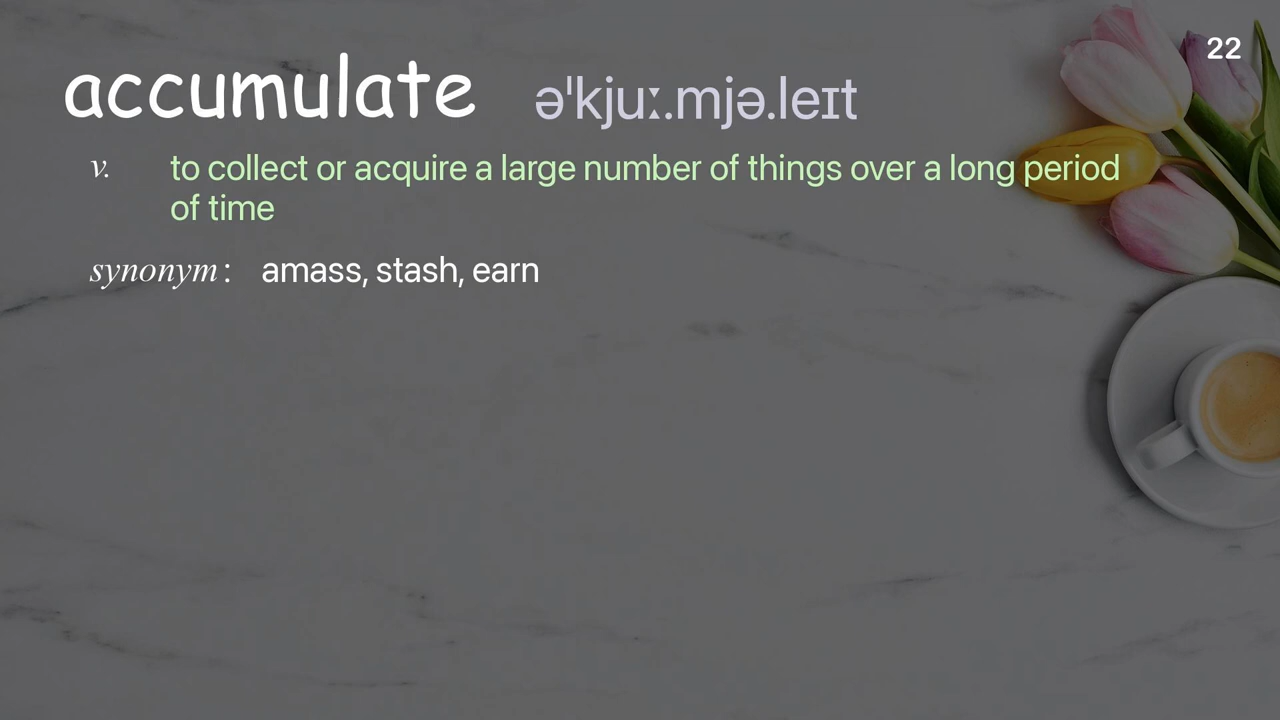 22
accumulate əˈkjuː.mjə.leɪt
v. to collect or acquire a large number of things over a long period
of time
synonym : amass, stash, earn